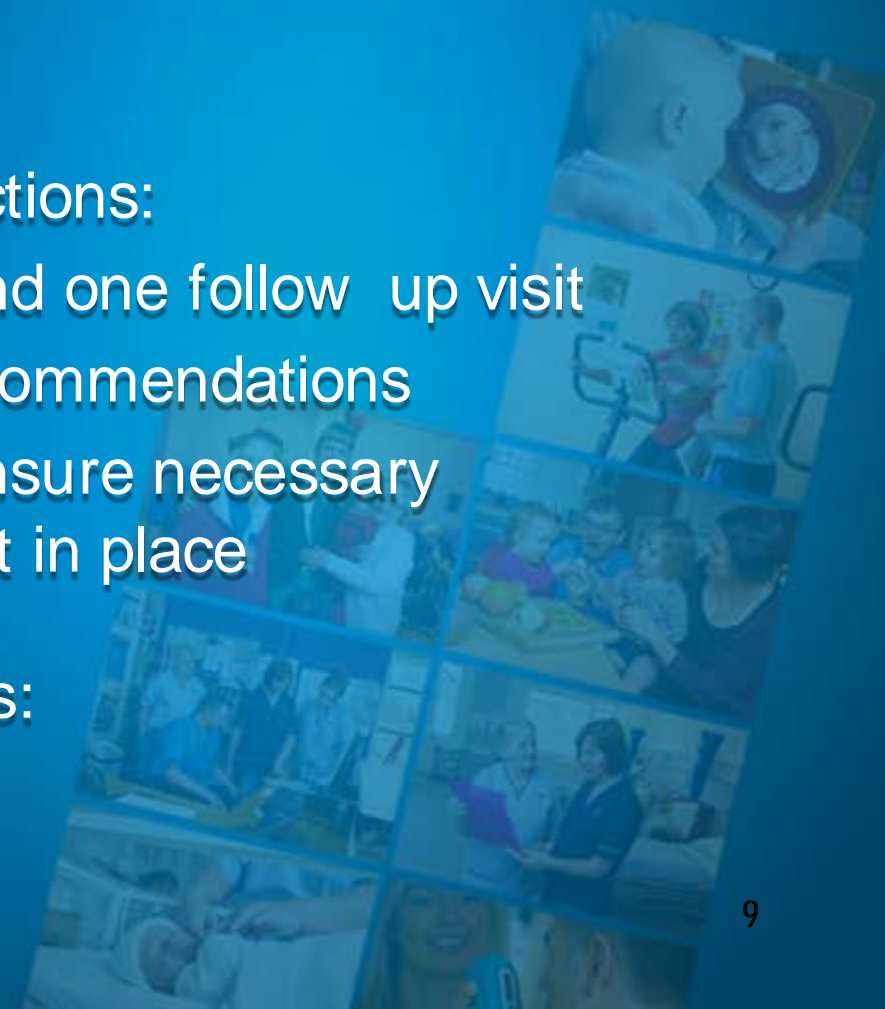 ctions:
nd one follow  up visit
ommendations
nsure necessary
t in place
s:
9